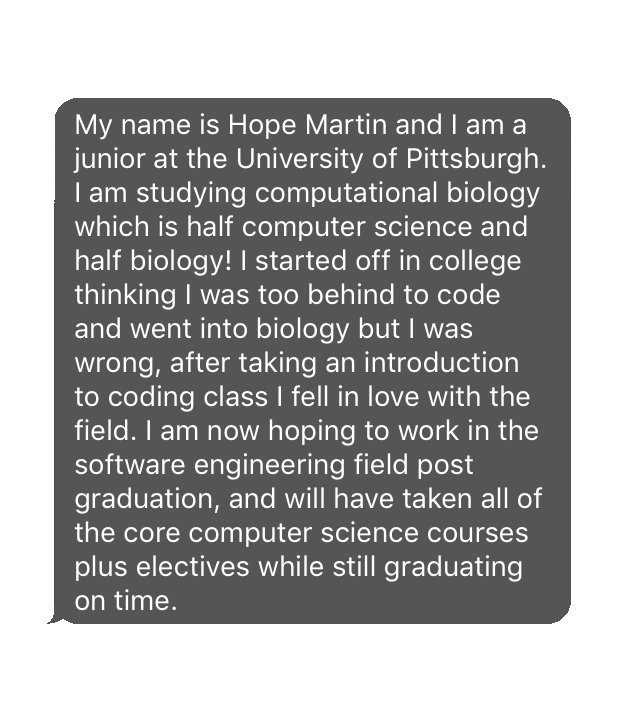 My name is Hope Martin and I am a
junior at the University of Pittsburgh.
I am studying computational biology
which is half computer science and
half biology! I started off in college
thinking I was too behind to code
and went into biology but I was
wrong, after taking an introduction
to coding class I fell in love with the
field. I am now hoping to work in the
software engineering field post
graduation, and will have taken all of
the core computer science courses
plus electives while still graduating
on time.